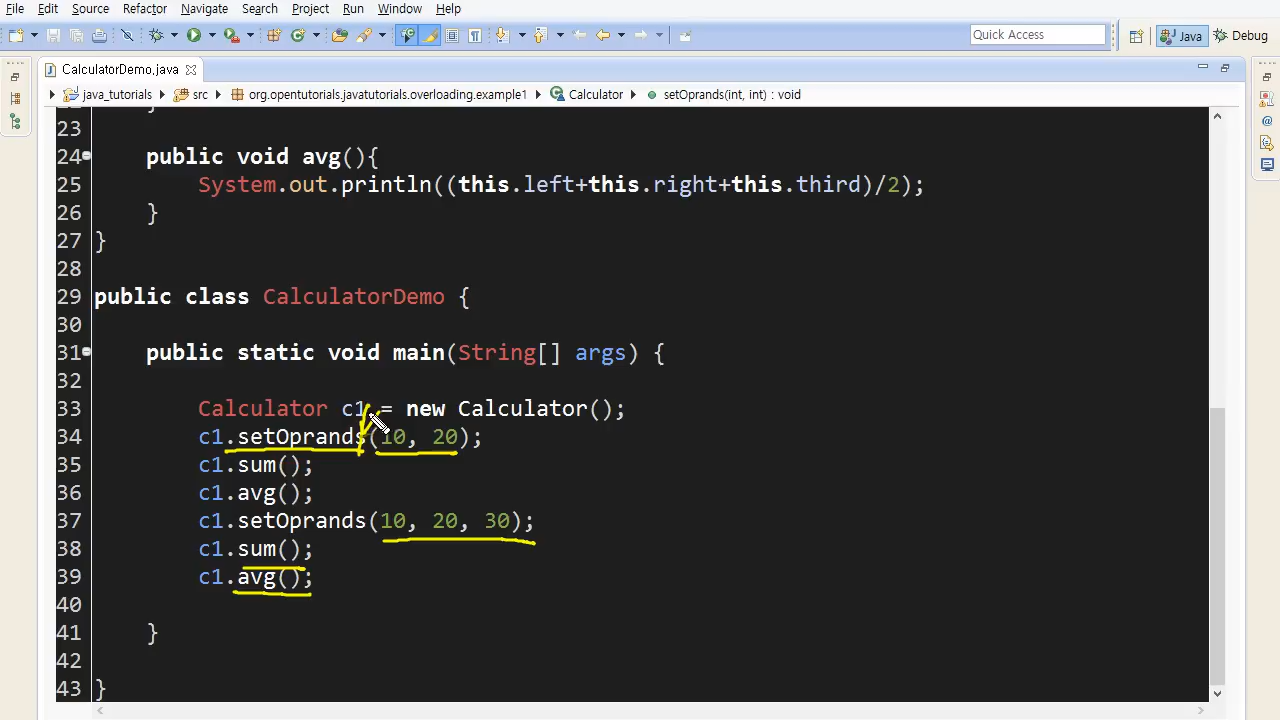 File Edit Source Refactor Navigate Search Project Run Window Help
Quick Access Java Debug
CalculatorDemo.java
java_tutorials src org.opentutorials.javatutorials.overloading.example1 Calculator setOprands(int, int) : void
23
24 public void avg(){
25 System.out.println((this.left+this.right+this.third)/2);
26 }
27 }
28
29 public class CalculatorDemo {
30
31 public static void main(String[] args) {
32
33 Calculator c1 = new Calculator();
34 c1.setOprands(10, 20);
35 c1.sum();
36 c1.avg();
37 c1.setOprands(10, 20, 30);
38 c1.sum();
39 c1.avg();
40
41 }
42
43 }